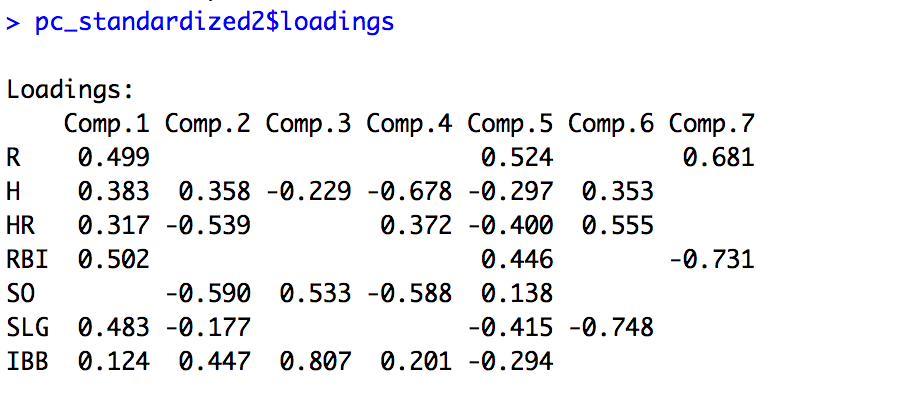 > pc_standardized2$loadings
Loadings:
    Comp.1 Comp.2 Comp.3 Comp.4 Comp.5 Comp.6 Comp.7
R    0.499                       0.524         0.681
H    0.383  0.358 -0.229 -0.678 -0.297  0.353
HR   0.317 -0.539         0.372 -0.400  0.555
RBI  0.502                       0.446        -0.731
SO         -0.590  0.533 -0.588  0.138
SLG  0.483 -0.177               -0.415 -0.748
IBB  0.124  0.447  0.807  0.201 -0.294